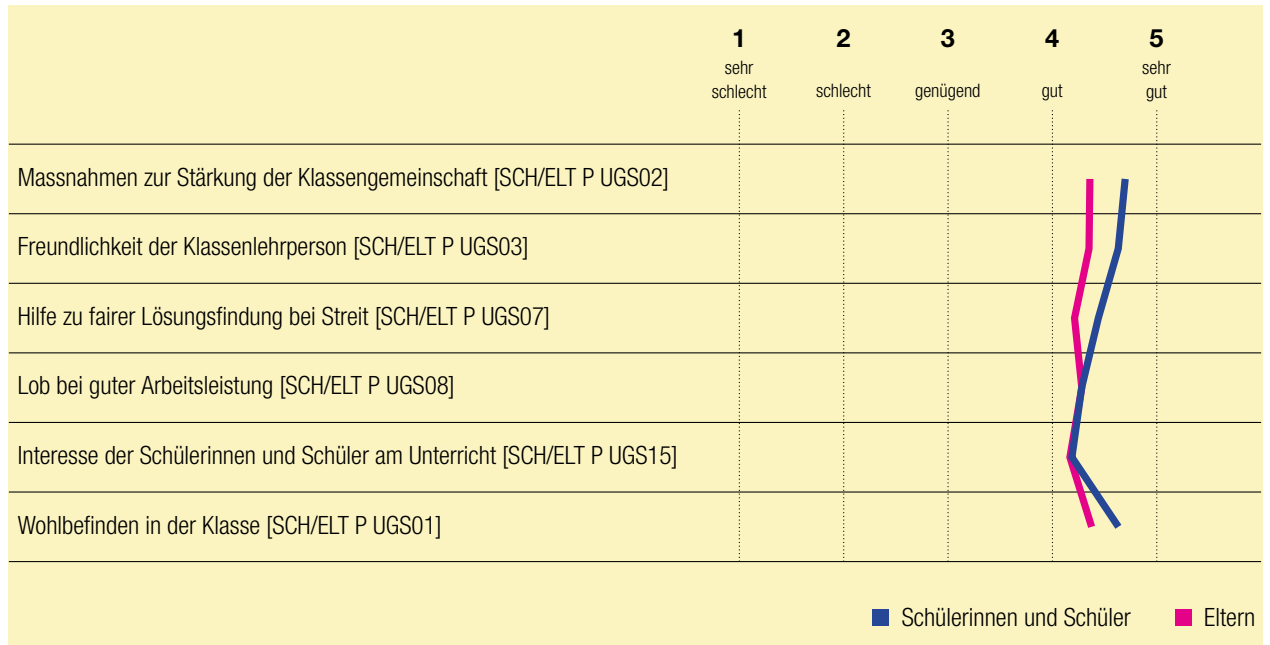 1 2 3 4 5
sehr schlecht schlecht genügend gut sehr gut
Massnahmen zur Stärkung der Klassengemeinschaft [SCH/ELT P UGS02]
Freundlichkeit der Klassenlehrperson [SCH/ELT P UGS03]
Hilfe zu fairer Lösungsfindung bei Streit [SCH/ELT P UGS07]
Lob bei guter Arbeitsleistung [SCH/ELT P UGS08]
Interesse der Schülerinnen und Schüler am Unterricht [SCH/ELT P UGS15]
Wohlbefinden in der Klasse [SCH/ELT P UGS01]
Schülerinnen und Schüler Eltern